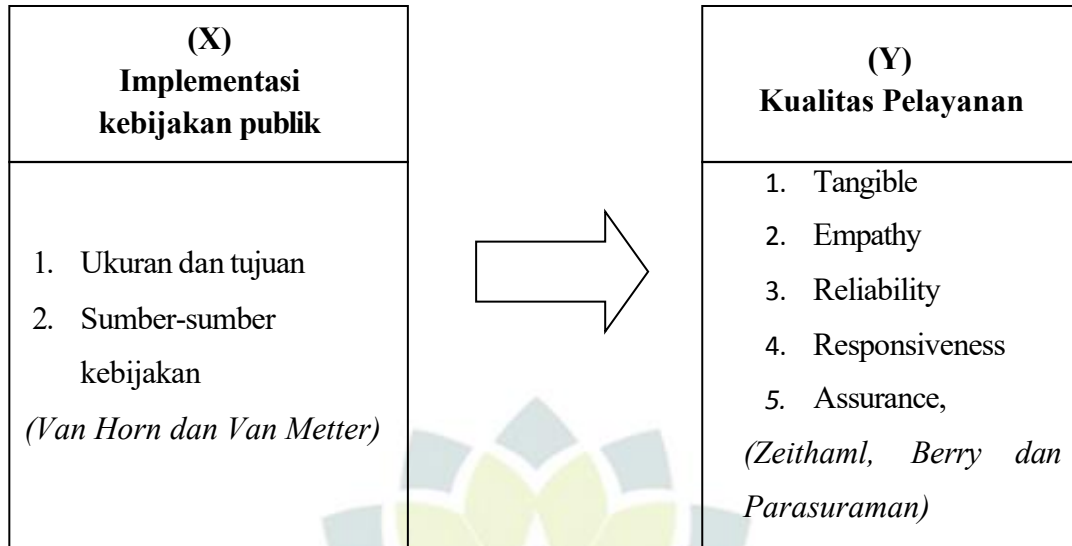 (X)
Implementasi
kebijakan publik
1. Ukuran dan tujuan
2. Sumber-sumber
kebijakan
(Van Horn dan Van Metter)
(Y)
Kualitas Pelayanan
1. Tangible
2. Empathy
3. Reliability
4. Responsiveness
5. Assurance,
(Zeithaml, Berry dan
Parasuraman)